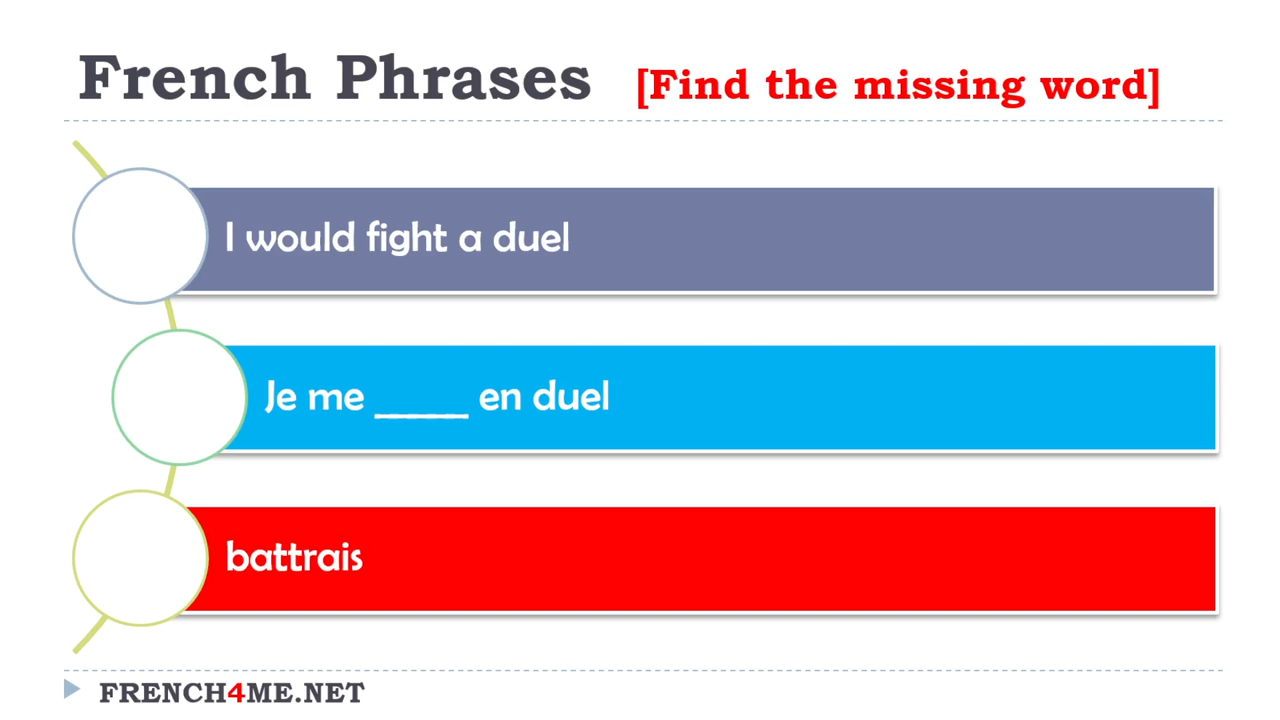 French Phrases [Find the missing word]
I would fight a duel
Je me _____ en duel
battrais
FRENCH4ME.NET